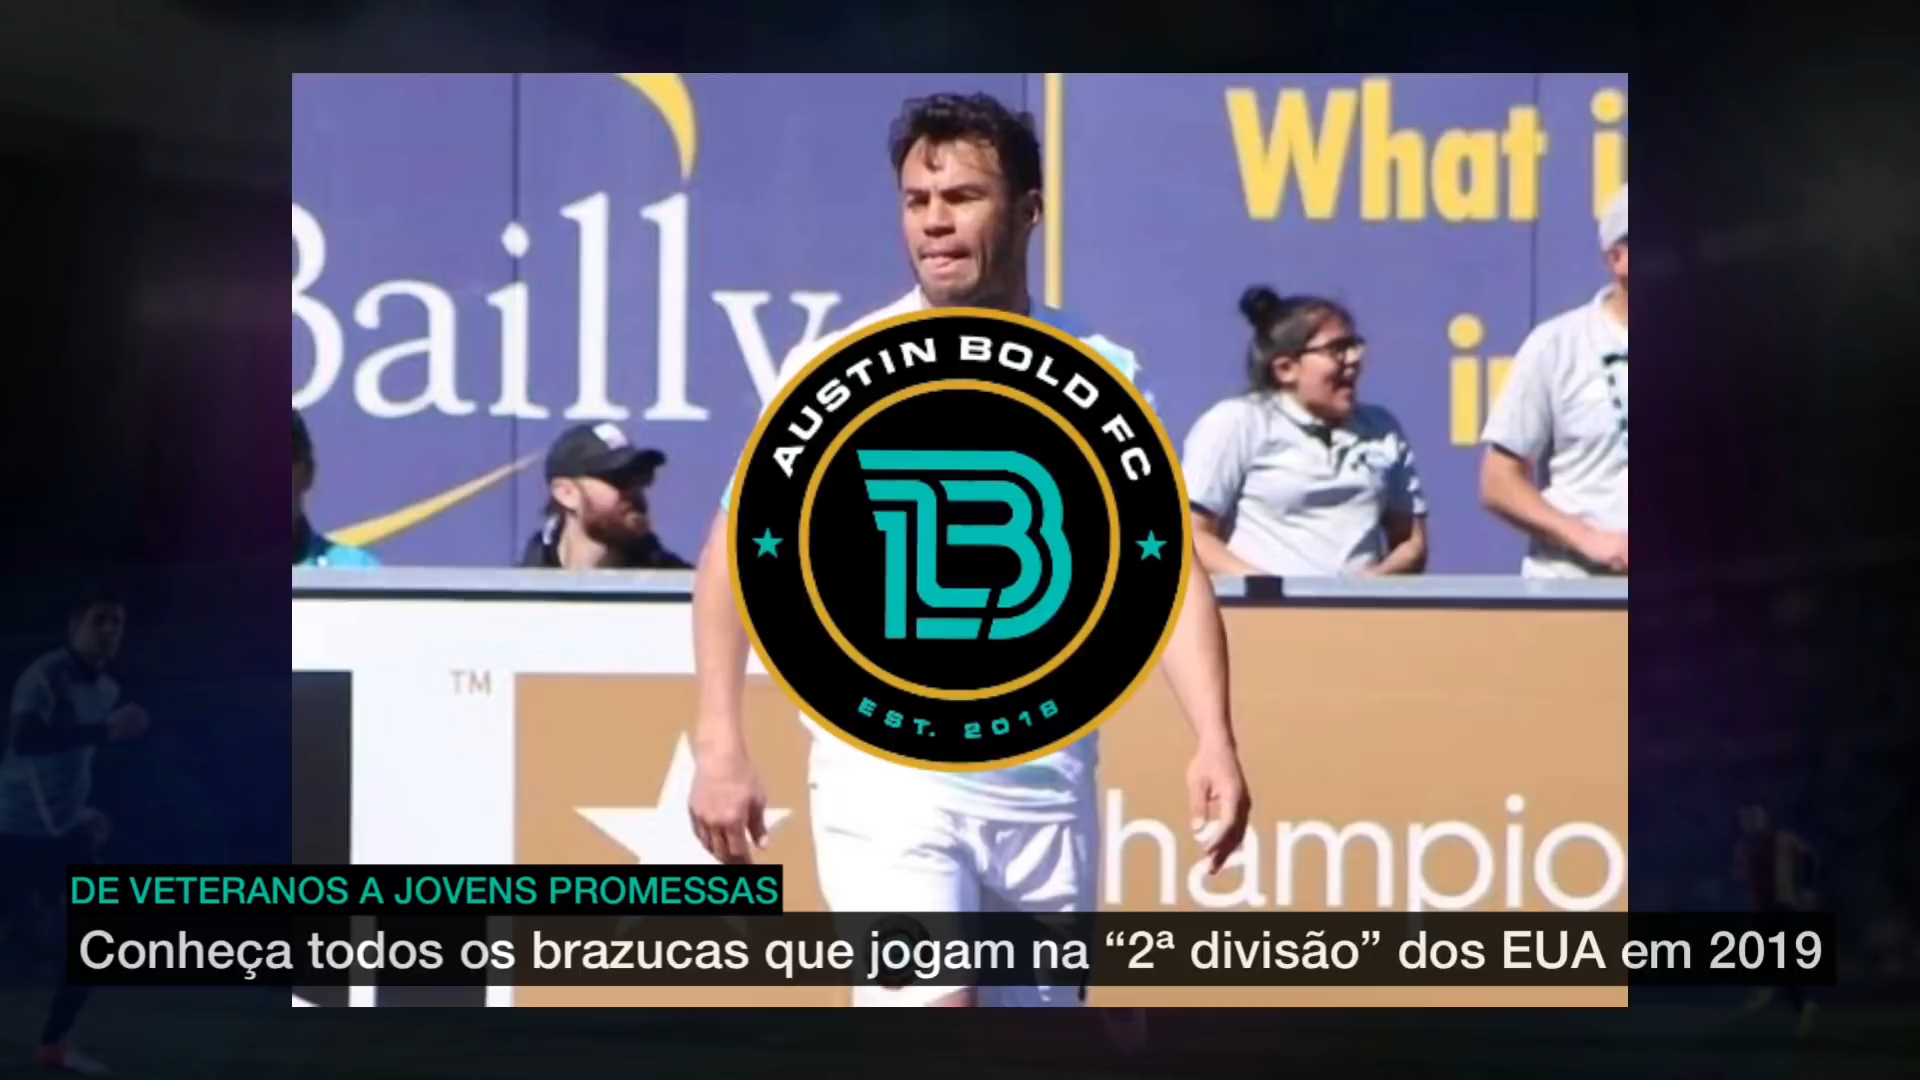 Bailly
What i
in
AUSTIN BOLD FC
B
EST. 2018
TM
hampio
DE VETERANOS A JOVENS PROMESSAS
Conheça todos os brazucas que jogam na “2ª divisão” dos EUA em 2019